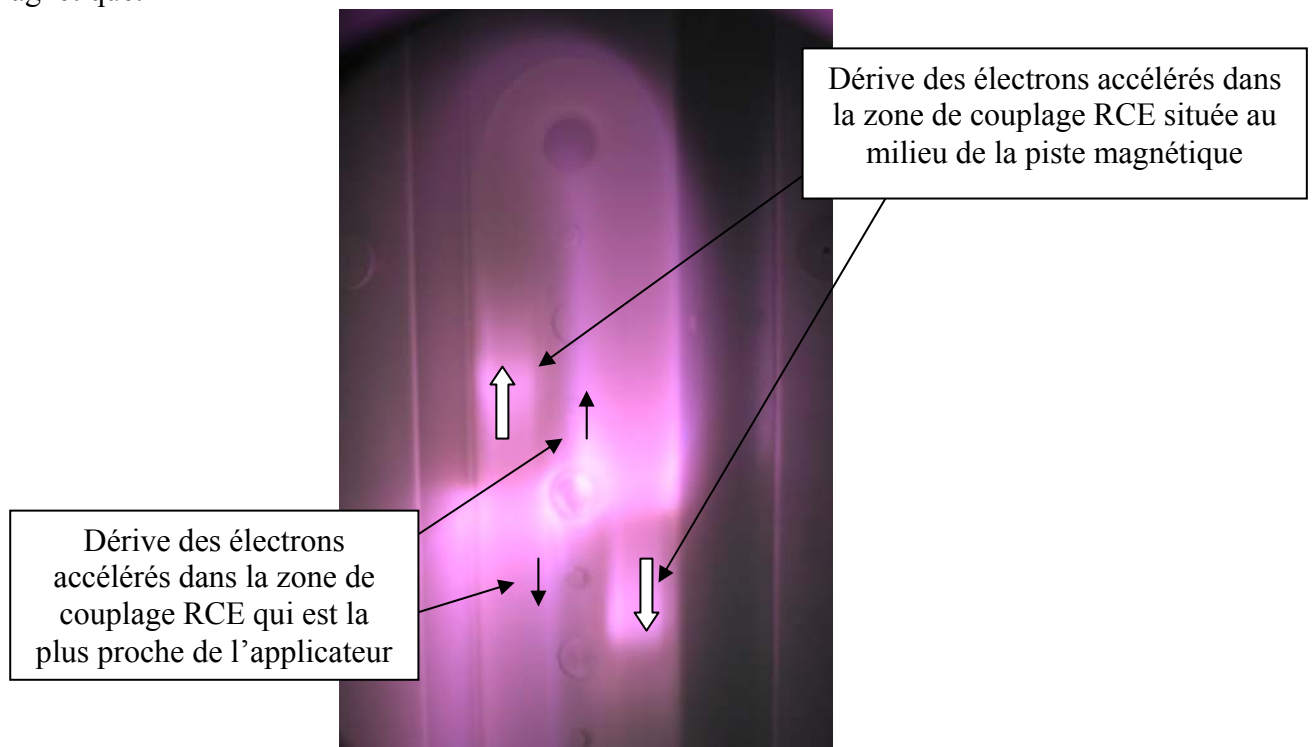 Dérive des électrons accélérés dans
la zone de couplage RCE située au
milieu de la piste magnétique
Dérive des électrons
accélérés dans la zone de
couplage RCE qui est la
plus proche de l’applicateur